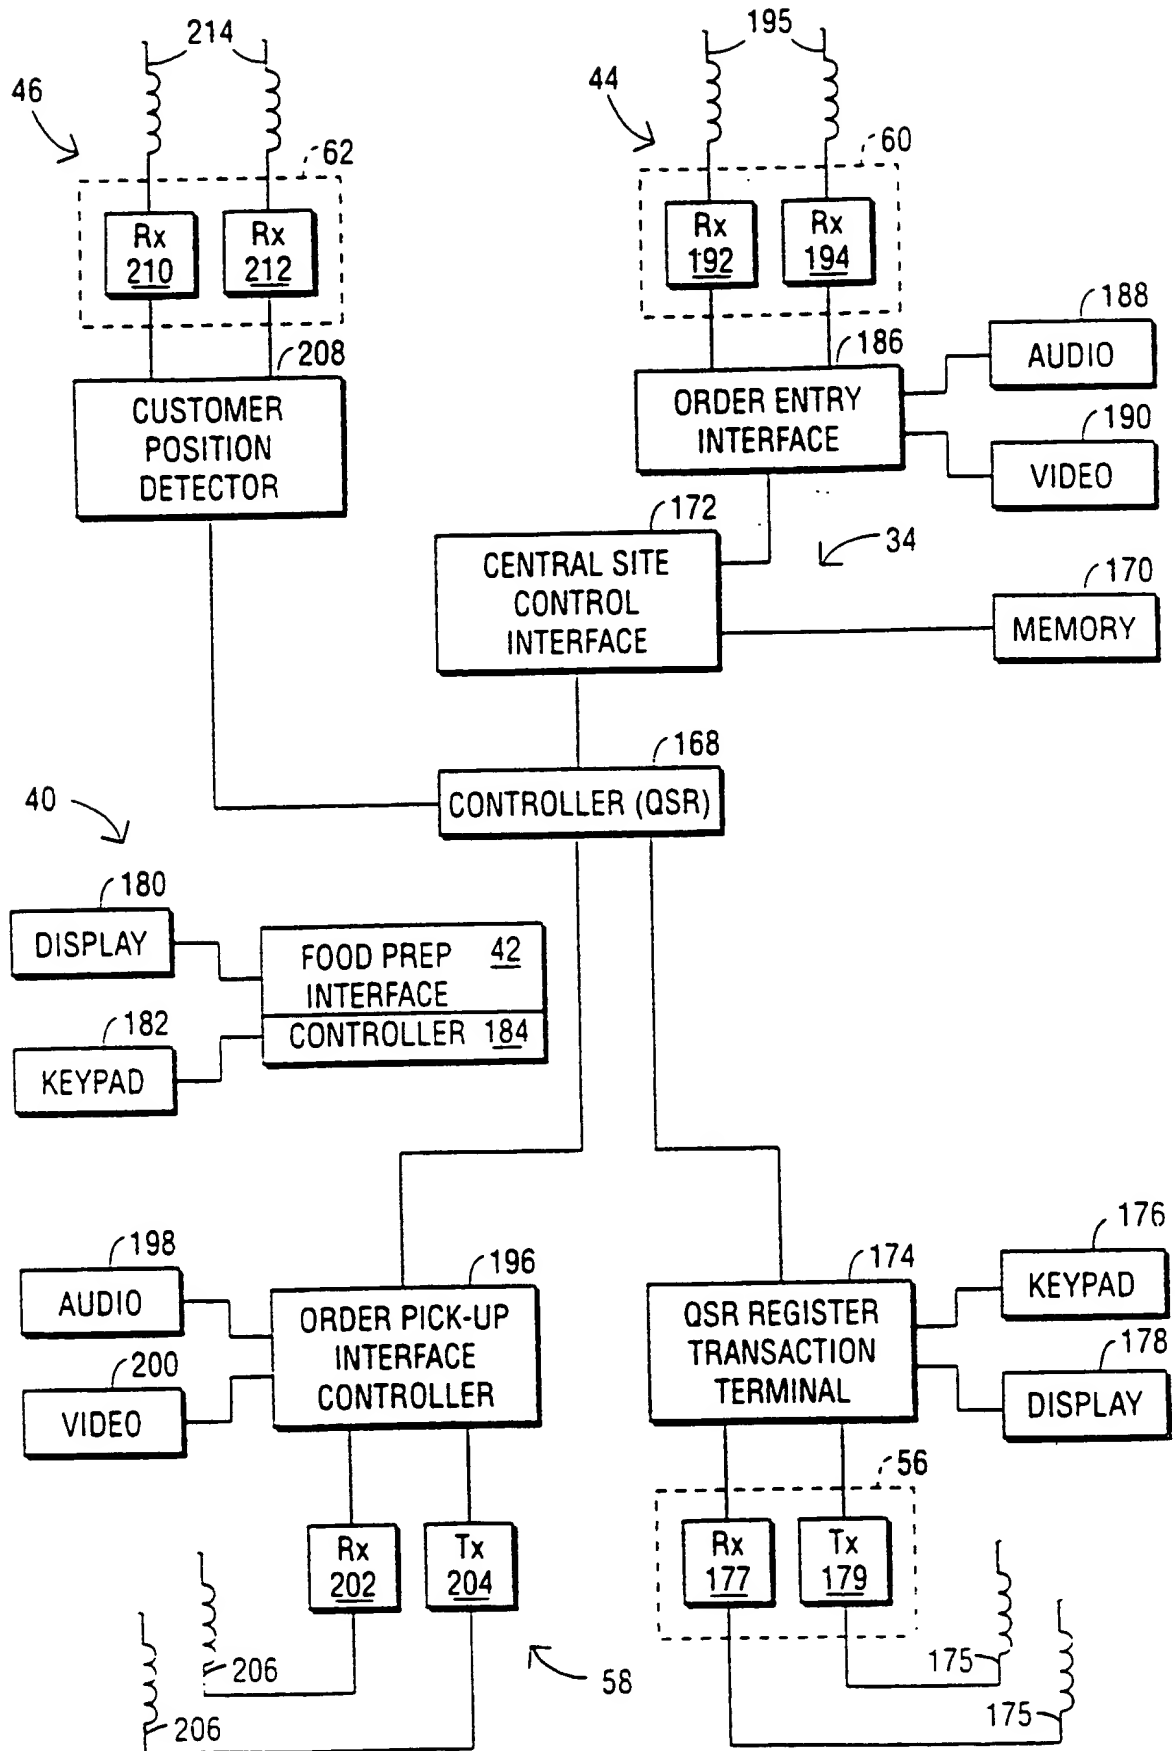 214
195
46
44
62
60
Rx
210
Rx
212
Rx
192
Rx
194
208
186
188
CUSTOMER
POSITION
DETECTOR
ORDER ENTRY
INTERFACE
AUDIO
190
VIDEO
172
34
CENTRAL SITE
CONTROL
INTERFACE
170
MEMORY
168
CONTROLLER (QSR)
40
180
DISPLAY
FOOD PREP 42
INTERFACE
CONTROLLER 184
182
KEYPAD
198
AUDIO
200
VIDEO
196
ORDER PICK-UP
INTERFACE
CONTROLLER
174
QSR REGISTER
TRANSACTION
TERMINAL
176
KEYPAD
178
DISPLAY
56
Rx
202
Tx
204
Rx
177
Tx
179
206
206
58
175
175